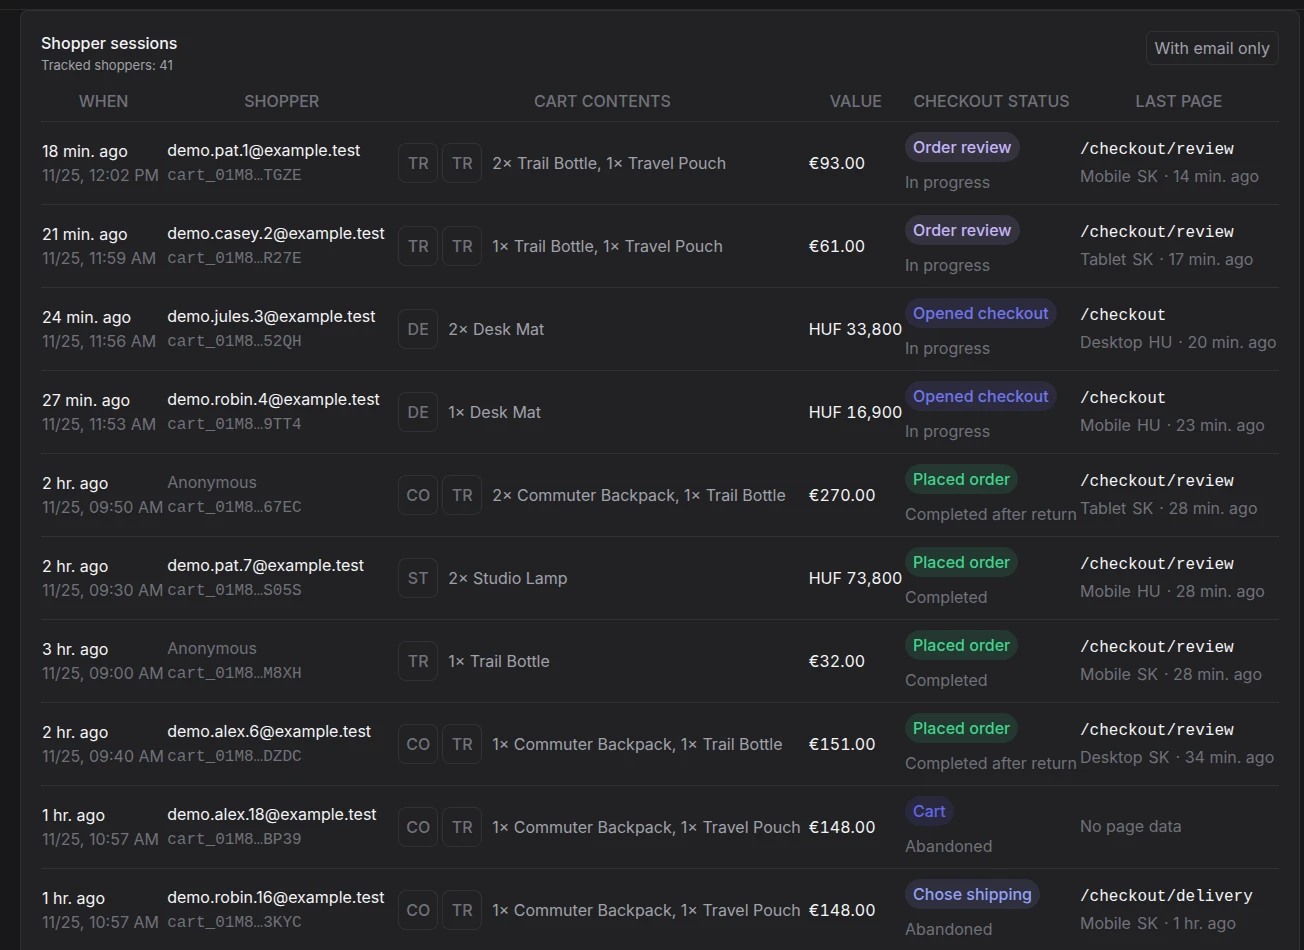 Shopper sessions
Tracked shoppers: 41
With email only
WHEN SHOPPER CART CONTENTS VALUE CHECKOUT STATUS LAST PAGE
18 min. ago demo.pat.1@example.test TR TR 2× Trail Bottle, 1× Travel Pouch €93.00 Order review /checkout/review
11/25, 12:02 PM cart_01M8…TGZE In progress Mobile SK · 14 min. ago
21 min. ago demo.casey.2@example.test TR TR 1× Trail Bottle, 1× Travel Pouch €61.00 Order review /checkout/review
11/25, 11:59 AM cart_01M8…R27E In progress Tablet SK · 17 min. ago
24 min. ago demo.jules.3@example.test DE 2× Desk Mat HUF 33,800 Opened checkout /checkout
11/25, 11:56 AM cart_01M8…52QH In progress Desktop HU · 20 min. ago
27 min. ago demo.robin.4@example.test DE 1× Desk Mat HUF 16,900 Opened checkout /checkout
11/25, 11:53 AM cart_01M8…9TT4 In progress Mobile HU · 23 min. ago
2 hr. ago Anonymous CO TR 2× Commuter Backpack, 1× Trail Bottle €270.00 Placed order /checkout/review
11/25, 09:50 AM cart_01M8…67EC Completed after return Tablet SK · 28 min. ago
2 hr. ago demo.pat.7@example.test ST 2× Studio Lamp HUF 73,800 Placed order /checkout/review
11/25, 09:30 AM cart_01M8…S05S Completed Mobile HU · 28 min. ago
3 hr. ago Anonymous TR 1× Trail Bottle €32.00 Placed order /checkout/review
11/25, 09:00 AM cart_01M8…M8XH Completed Mobile SK · 28 min. ago
2 hr. ago demo.alex.6@example.test CO TR 1× Commuter Backpack, 1× Trail Bottle €151.00 Placed order /checkout/review
11/25, 09:40 AM cart_01M8…DZDC Completed after return Desktop SK · 34 min. ago
1 hr. ago demo.alex.18@example.test CO TR 1× Commuter Backpack, 1× Travel Pouch €148.00 Cart No page data
11/25, 10:57 AM cart_01M8…BP39 Abandoned
1 hr. ago demo.robin.16@example.test CO TR 1× Commuter Backpack, 1× Travel Pouch €148.00 Chose shipping /checkout/delivery
11/25, 10:57 AM cart_01M8…3KYC Abandoned Mobile SK · 1 hr. ago